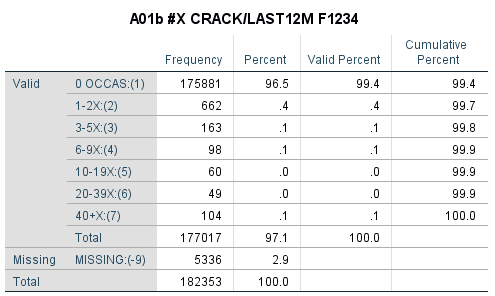 A01b #X CRACK/LAST12M F1234
Frequency Percent Valid Percent Cumulative Percent
Valid 0 OCCAS:(1) 175881 96.5 99.4 99.4
1-2X:(2) 662 .4 .4 99.7
3-5X:(3) 163 .1 .1 99.8
6-9X:(4) 98 .1 .1 99.9
10-19X:(5) 60 .0 .0 99.9
20-39X:(6) 49 .0 .0 99.9
40+X:(7) 104 .1 .1 100.0
Total 177017 97.1 100.0
Missing MISSING:(-9) 5336 2.9
Total 182353 100.0